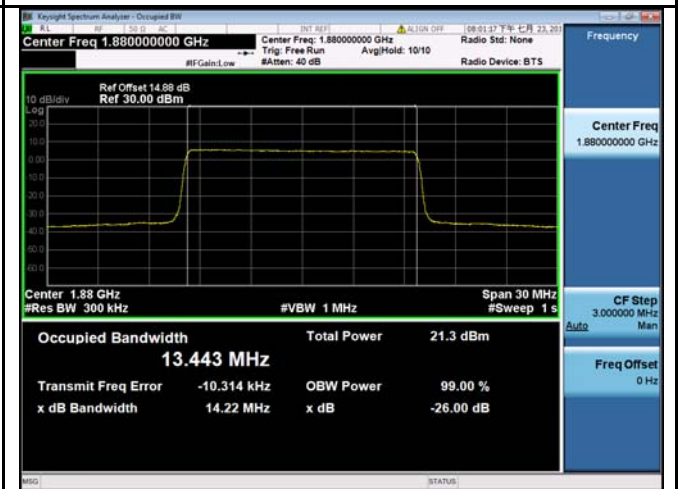 Keysight Spectrum Analyzer - Occupied BW
RL RF 50 Ω AC INT REF ALIGN OFF 08:01:37 下午 七月 23, 201
Center Freq 1.880000000 GHz
Center Freq: 1.880000000 GHz
Radio Std: None
Trig: Free Run Avg|Hold: 10/10
#IFGain:Low #Atten: 40 dB Radio Device: BTS
Frequency
Ref Offset 14.88 dB
10 dB/div Ref 30.00 dBm
Log
20.0
10.0
0.00
10.0
20.0
30.0
40.0
50.0
60.0
Center 1.88 GHz Span 30 MHz
#Res BW 300 kHz #VBW 1 MHz #Sweep 1 s
Occupied Bandwidth Total Power 21.3 dBm
13.443 MHz
Transmit Freq Error -10.314 kHz OBW Power 99.00 %
x dB Bandwidth 14.22 MHz x dB -26.00 dB
Center Freq
1.880000000 GHz
CF Step
3.000000 MHz
Auto Man
Freq Offset
0 Hz
MSG STATUS